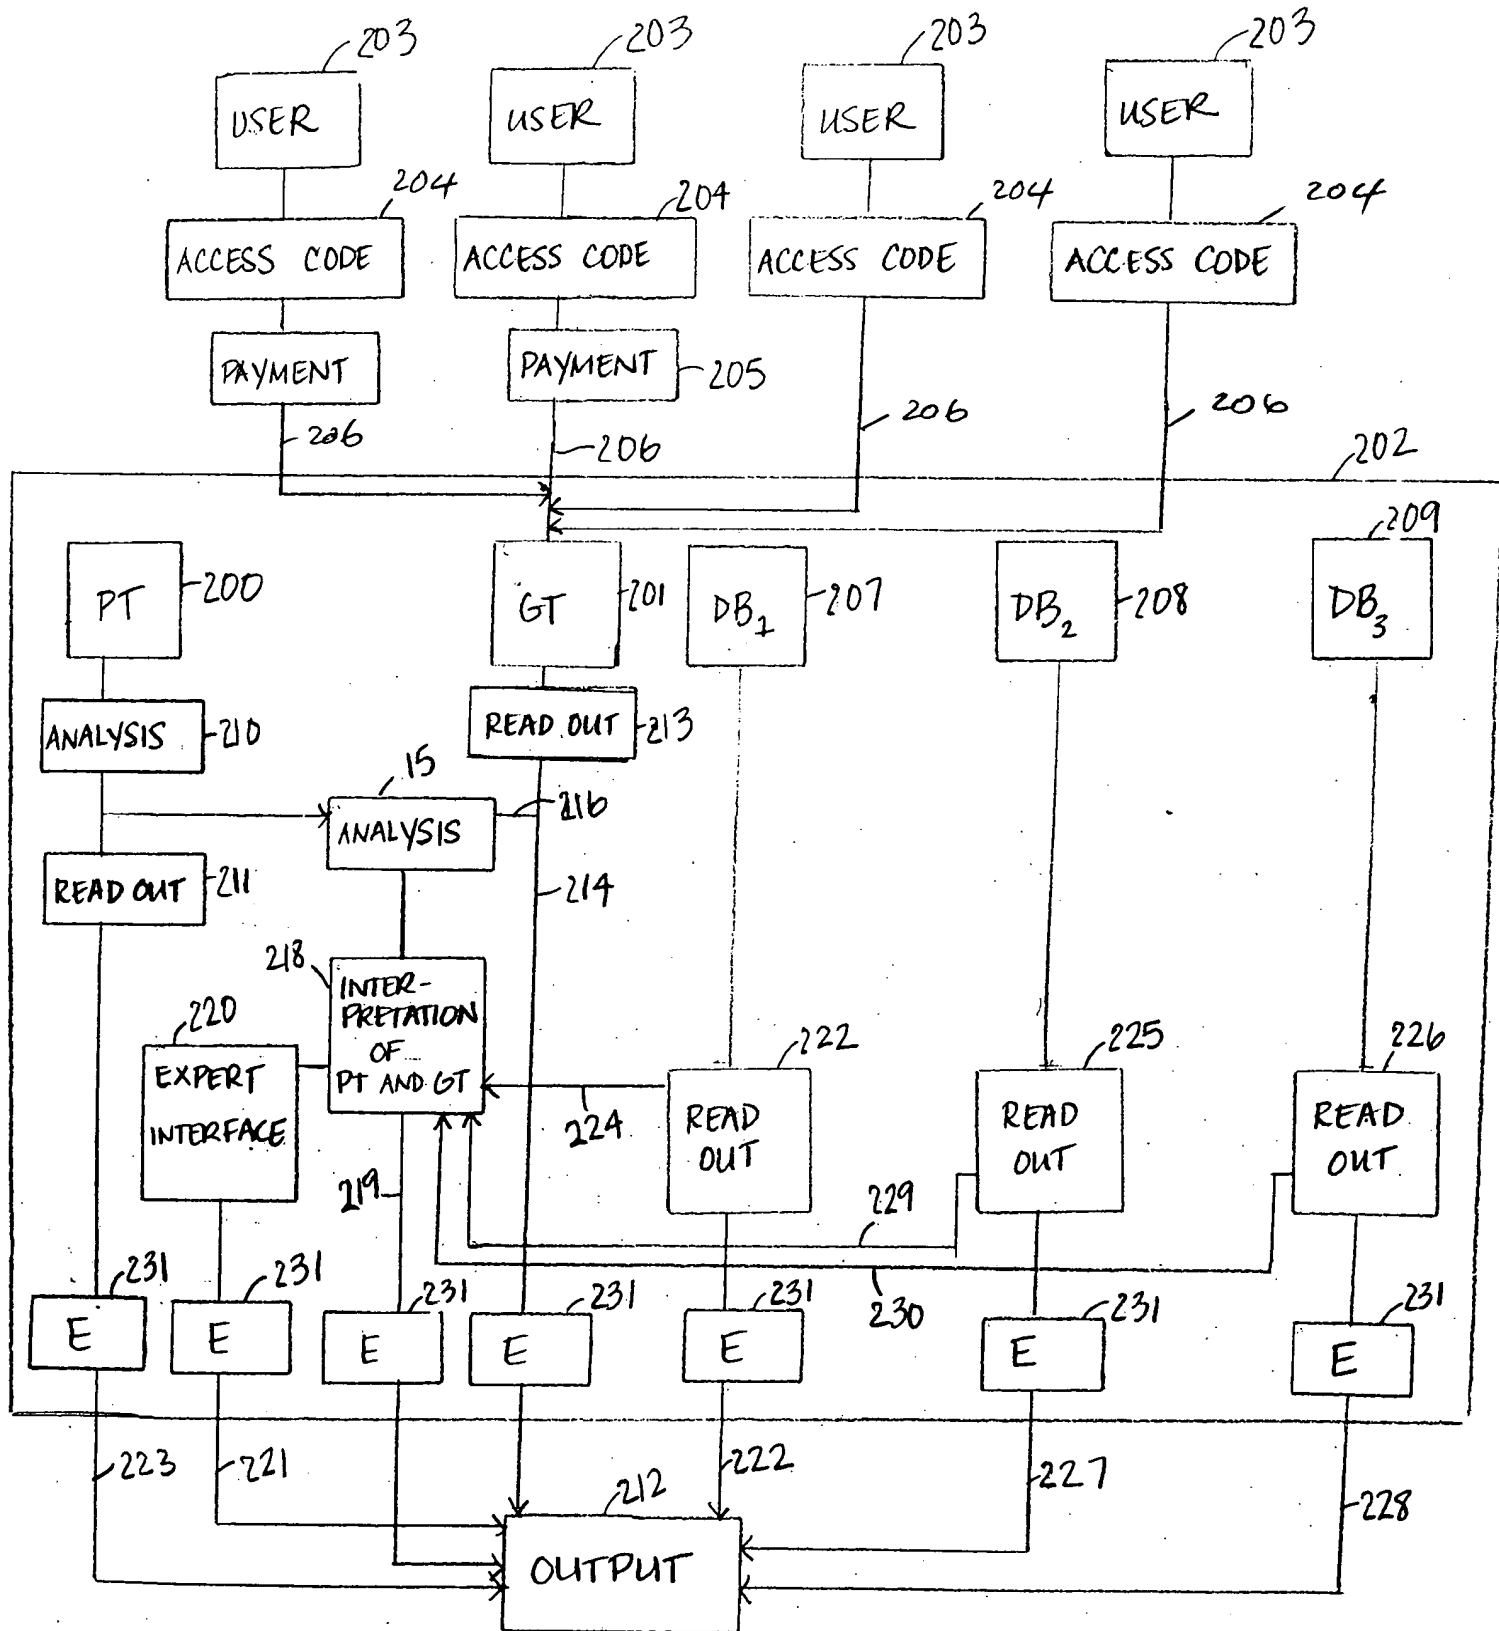 203 203 203 203
USER USER USER USER
204 204 204 204
ACCESS CODE ACCESS CODE ACCESS CODE ACCESS CODE
PAYMENT PAYMENT 205
206 206 206 206
202
209
PT 200 GT 201 DB1 207 DB2 208 DB3
ANALYSIS 210 READ OUT 213
15
ANALYSIS 216
READ OUT 211 214
218
INTER-
PRETATION
OF
PT AND GT
220
EXPERT
INTERFACE
222 225 226
READ
OUT
READ
OUT
READ
OUT
224
219 229
230
231 231 231 231 231 231 231
E E E E E E E
223 221 222 227 228
212
OUTPUT